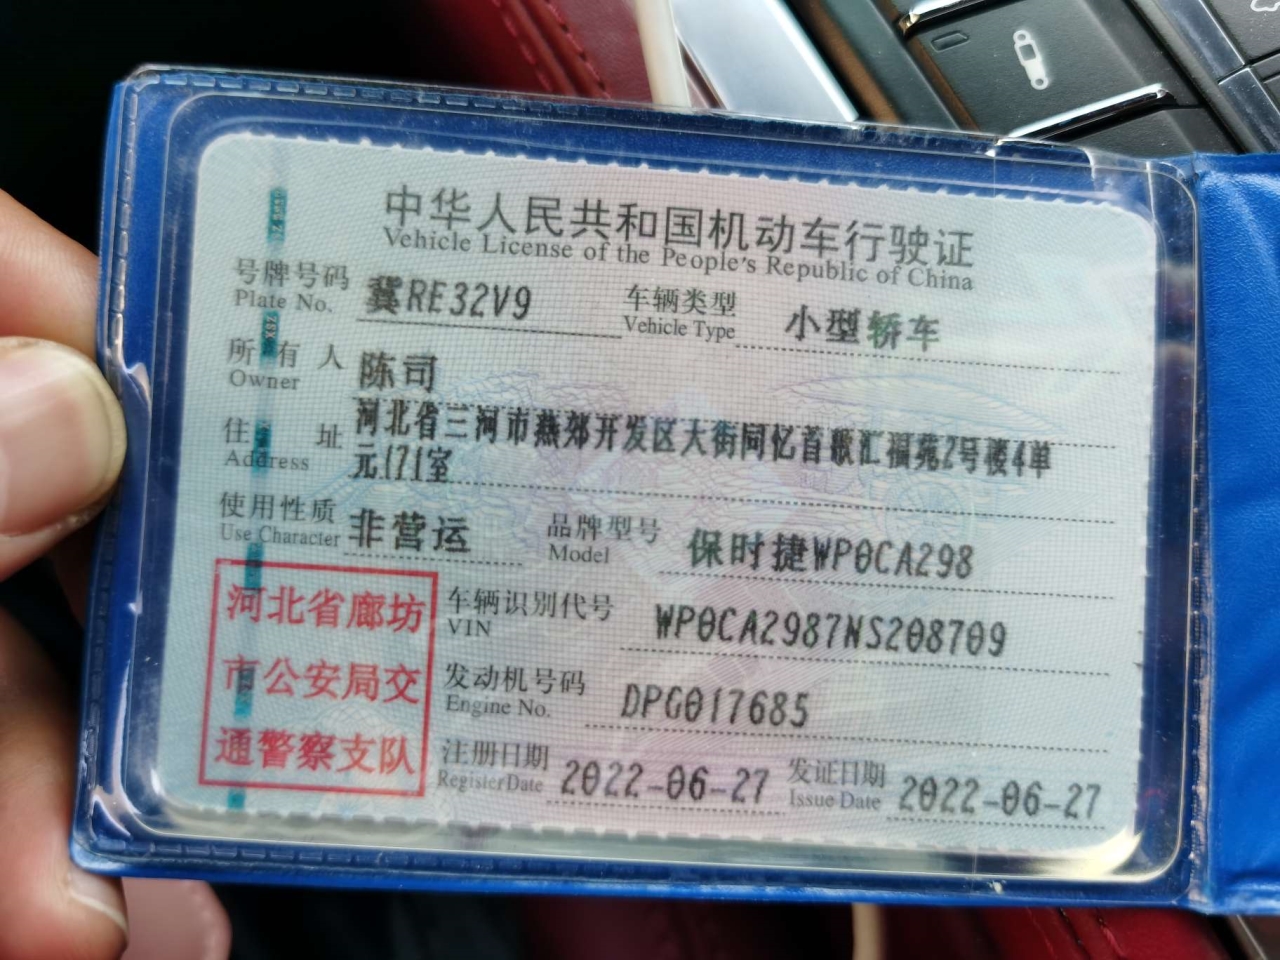 中华人民共和国机动车行驶证
Vehicle License of the People's Republic of China
号牌号码 冀RE32V9 车辆类型 小型轿车
Plate No. Vehicle Type
所有人 陈司
Owner
住址 河北省三河市燕郊开发区大街同忆首歌汇福苑2号楼4单
Address 元171室
使用性质 非营运 品牌型号 保时捷WP0CA298
Use Character Model
河北省廊坊
市公安局交
通警察支队
车辆识别代号 WP0CA2987NS208709
VIN
发动机号码 DPG017685
Engine No.
注册日期 2022-06-27 发证日期 2022-06-27
Register Date Issue Date